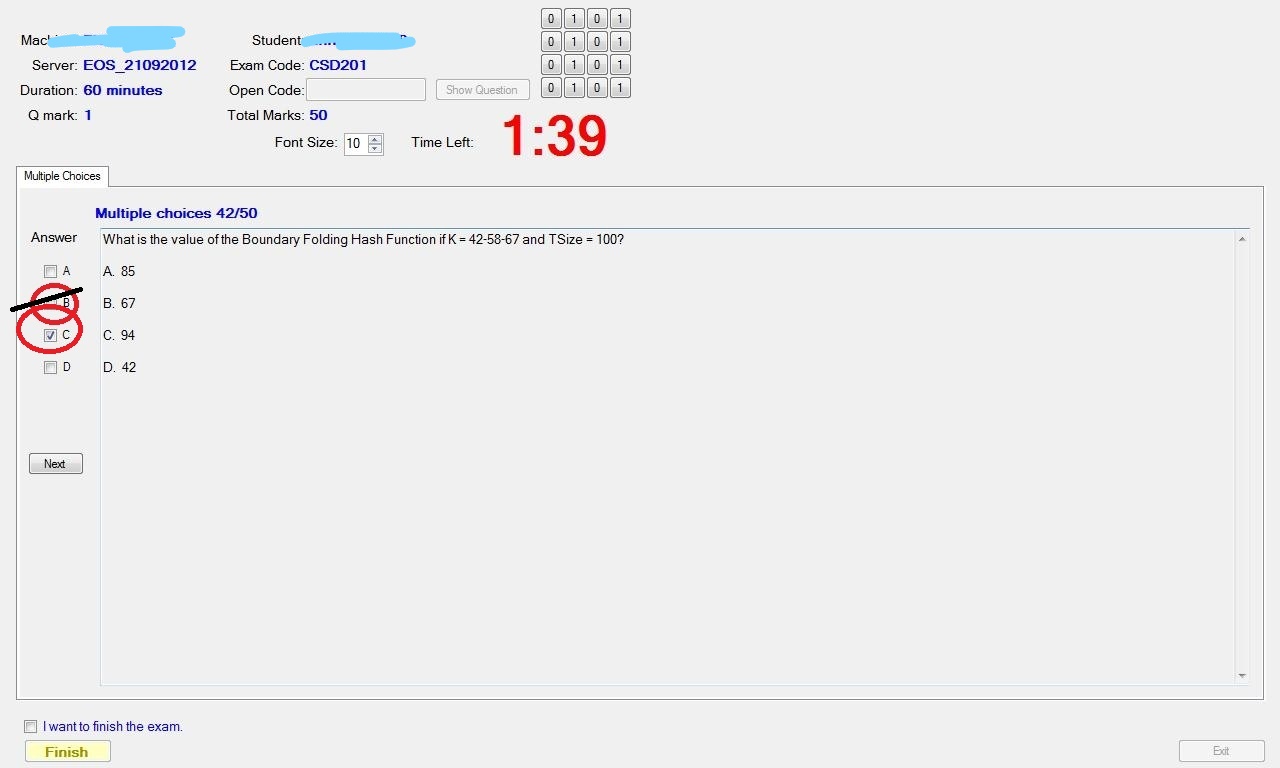 Student:
Server: EOS_21092012 Exam Code: CSD201
Duration: 60 minutes Open Code: Show Question
Q mark: 1 Total Marks: 50
0 1 0 1
0 1 0 1
0 1 0 1
0 1 0 1
Font Size: 10 Time Left: 1:39
Multiple Choices
Multiple choices 42/50
Answer
What is the value of the Boundary Folding Hash Function if K = 42-58-67 and TSize = 100?
A A. 85
B B. 67
C C. 94
D D. 42
Next
I want to finish the exam.
Finish
Exit